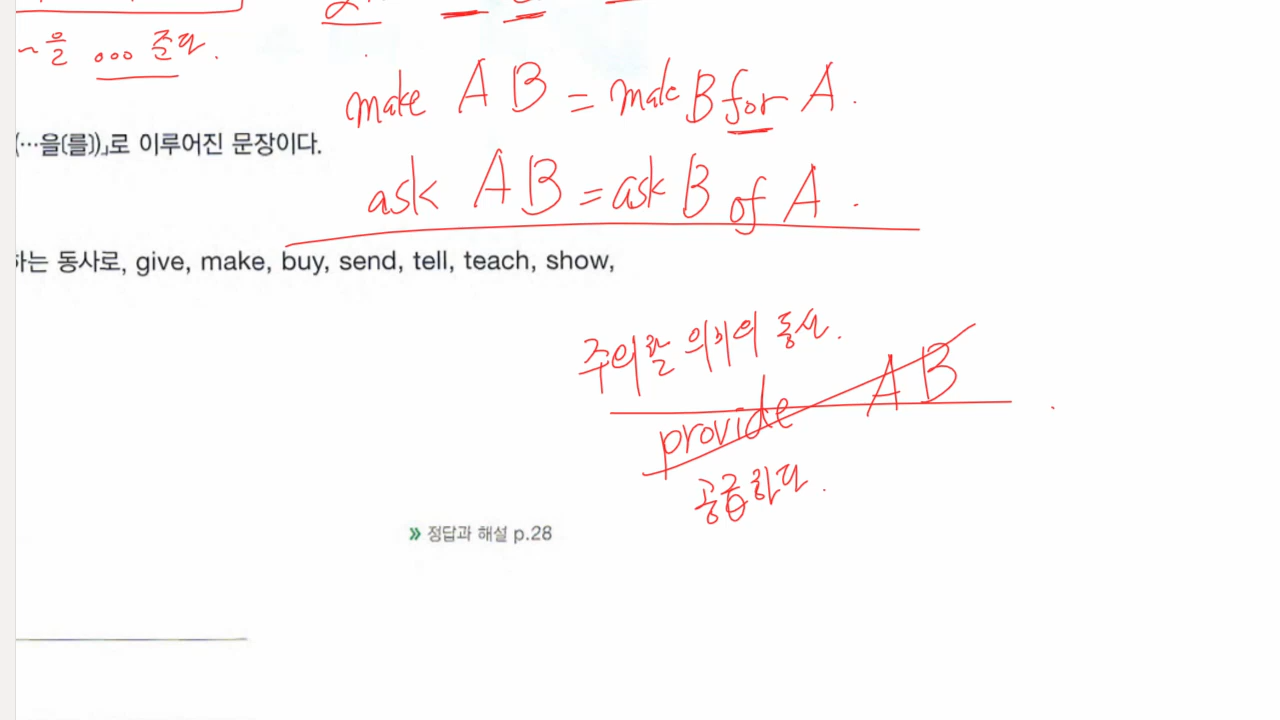 ~을 ... 준다.
make A B = make B for A.
(…을(를))」로 이루어진 문장이다.
ask A B = ask B of A.
하는 동사로, give, make, buy, send, tell, teach, show,
주의할 의미의 동사.
provide A B
공급하다.
» 정답과 해설 p.28